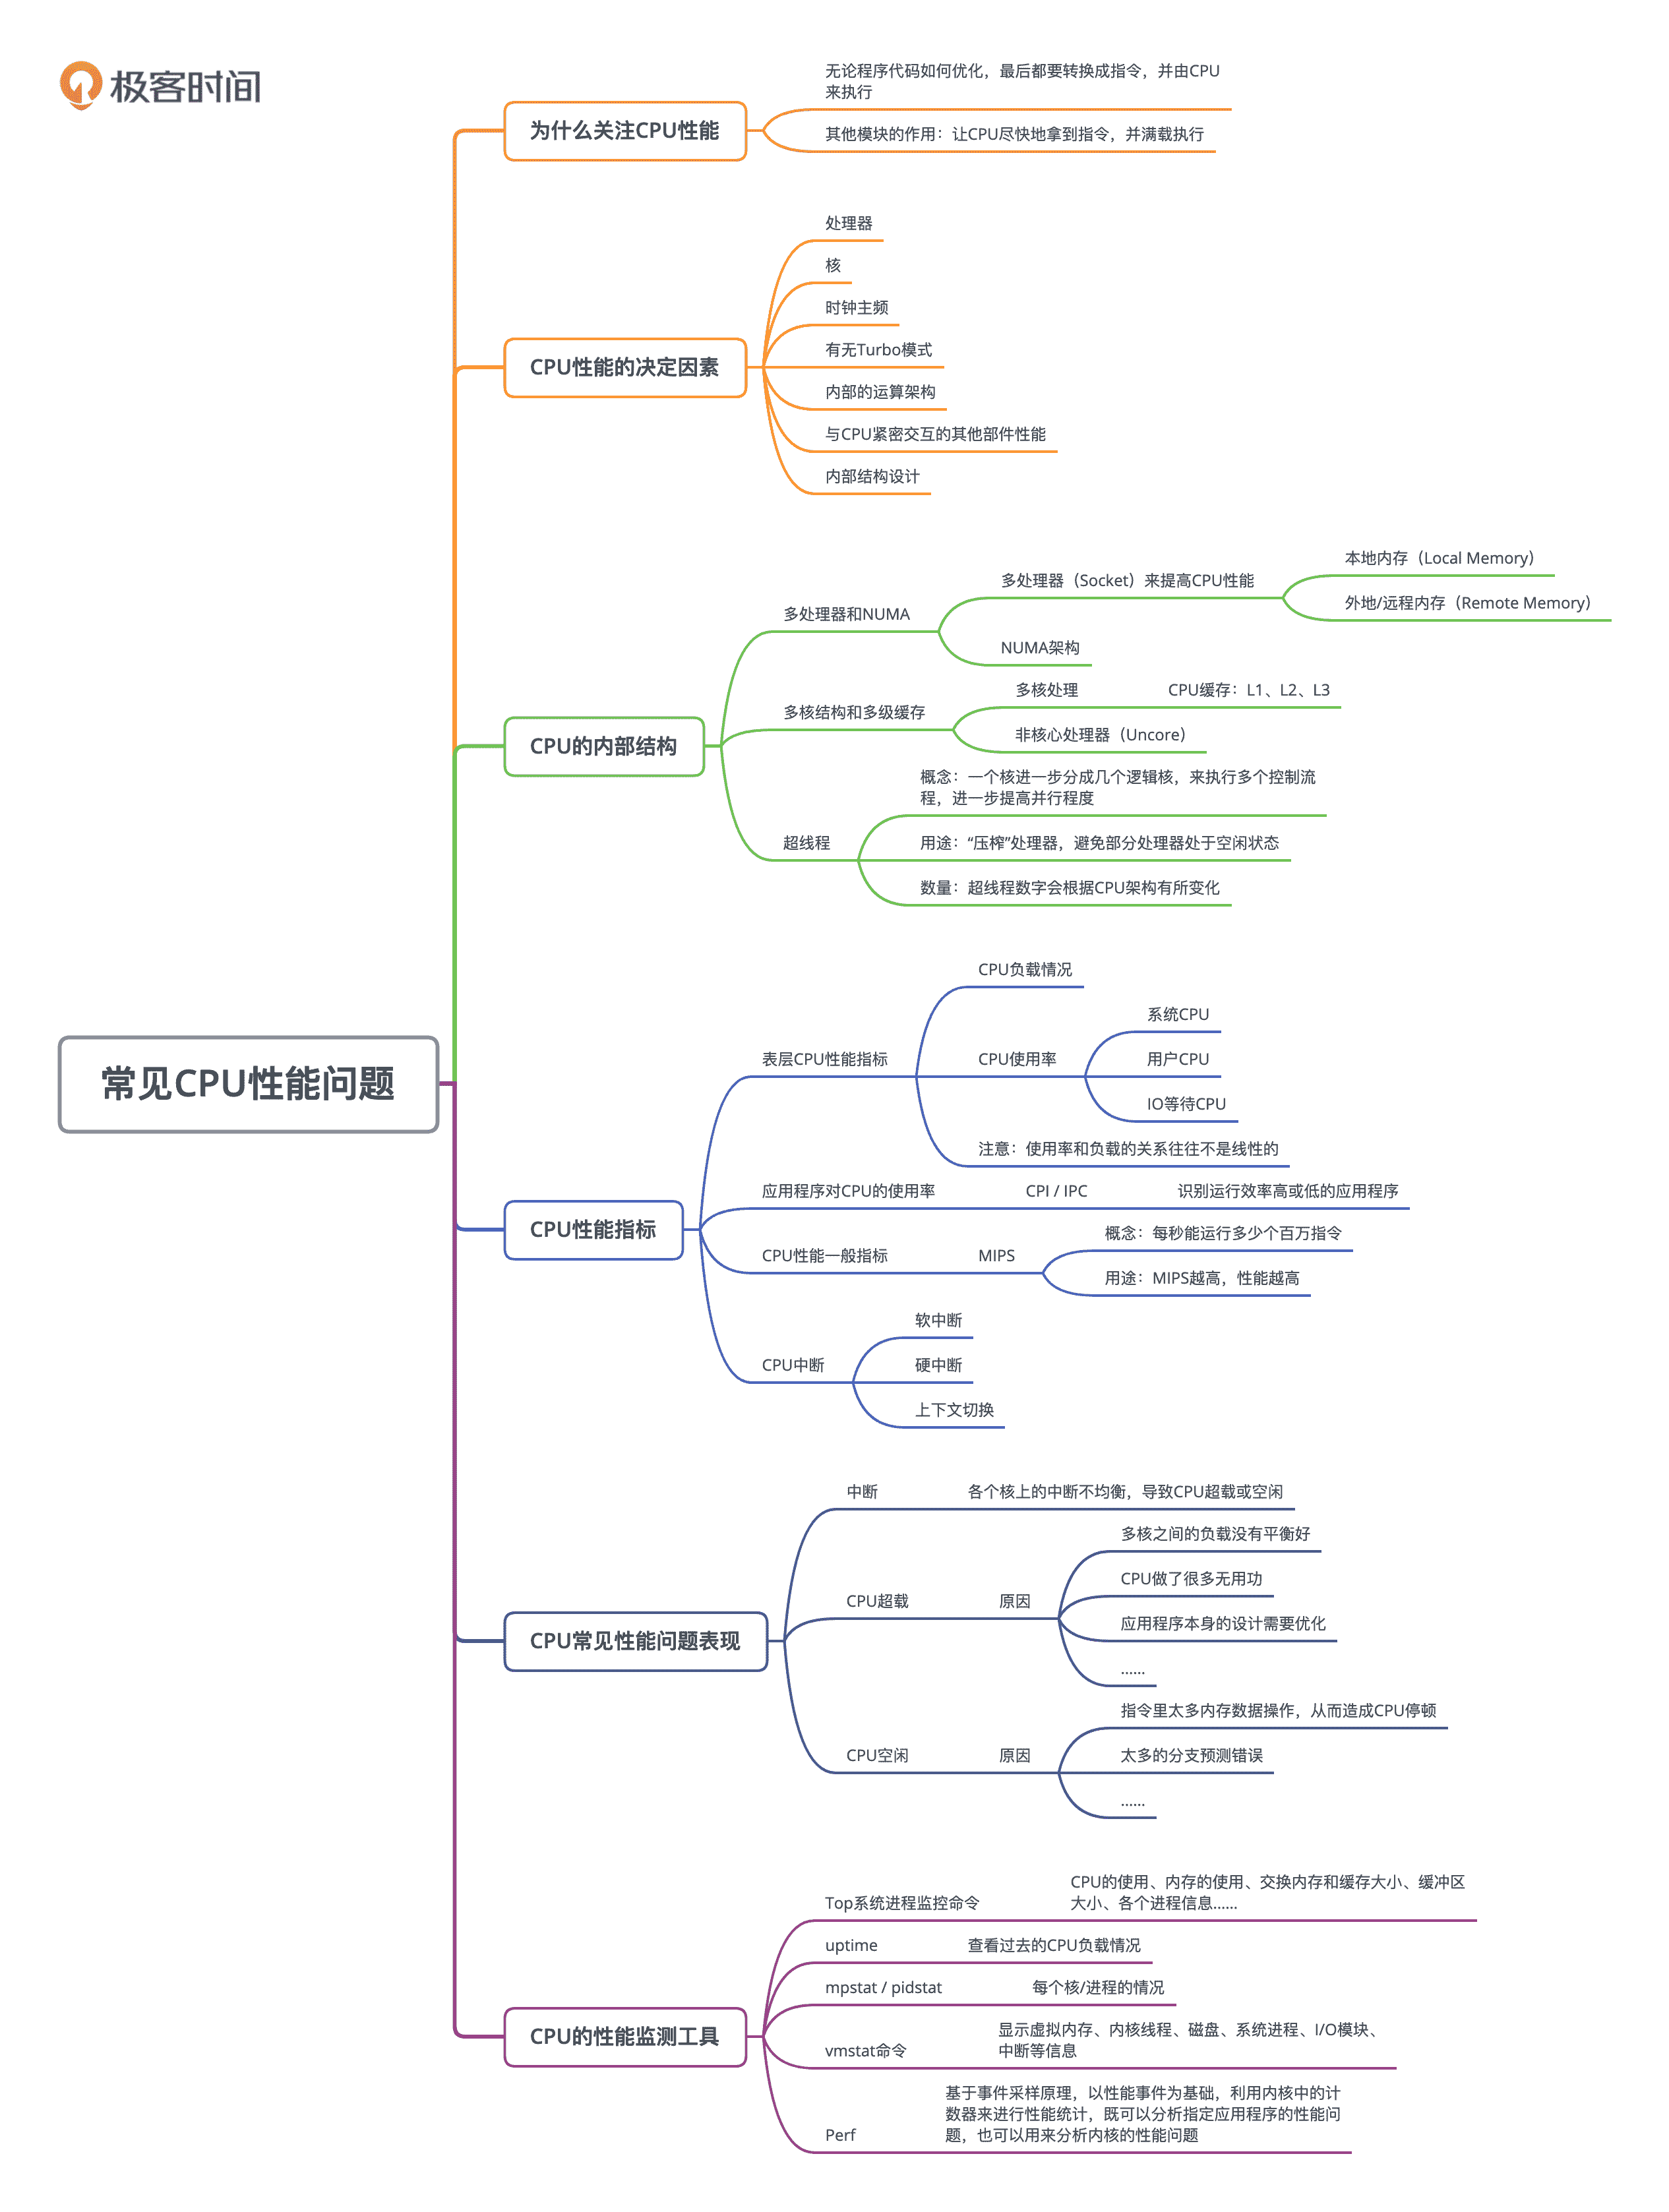 极客时间
常见CPU性能问题
为什么关注CPU性能
无论程序代码如何优化，最后都要转换成指令，并由CPU
来执行
其他模块的作用：让CPU尽快地拿到指令，并满载执行
CPU性能的决定因素
处理器
核
时钟主频
有无Turbo模式
内部的运算架构
与CPU紧密交互的其他部件性能
内部结构设计
CPU的内部结构
多处理器和NUMA
多处理器（Socket）来提高CPU性能
本地内存（Local Memory）
外地/远程内存（Remote Memory）
NUMA架构
多核结构和多级缓存
多核处理
CPU缓存：L1、L2、L3
非核心处理器（Uncore）
超线程
概念：一个核进一步分成几个逻辑核，来执行多个控制流
程，进一步提高并行程度
用途：“压榨”处理器，避免部分处理器处于空闲状态
数量：超线程数字会根据CPU架构有所变化
CPU性能指标
表层CPU性能指标
CPU负载情况
CPU使用率
系统CPU
用户CPU
IO等待CPU
注意：使用率和负载的关系往往不是线性的
应用程序对CPU的使用率
CPI / IPC
识别运行效率高或低的应用程序
CPU性能一般指标
MIPS
概念：每秒能运行多少个百万指令
用途：MIPS越高，性能越高
CPU中断
软中断
硬中断
上下文切换
CPU常见性能问题表现
中断
各个核上的中断不均衡，导致CPU超载或空闲
CPU超载
原因
多核之间的负载没有平衡好
CPU做了很多无用功
应用程序本身的设计需要优化
......
CPU空闲
原因
指令里太多内存数据操作，从而造成CPU停顿
太多的分支预测错误
......
CPU的性能监测工具
Top系统进程监控命令
CPU的使用、内存的使用、交换内存和缓存大小、缓冲区
大小、各个进程信息......
uptime
查看过去的CPU负载情况
mpstat / pidstat
每个核/进程的情况
vmstat命令
显示虚拟内存、内核线程、磁盘、系统进程、I/O模块、
中断等信息
Perf
基于事件采样原理，以性能事件为基础，利用内核中的计
数器来进行性能统计，既可以分析指定应用程序的性能问
题，也可以用来分析内核的性能问题